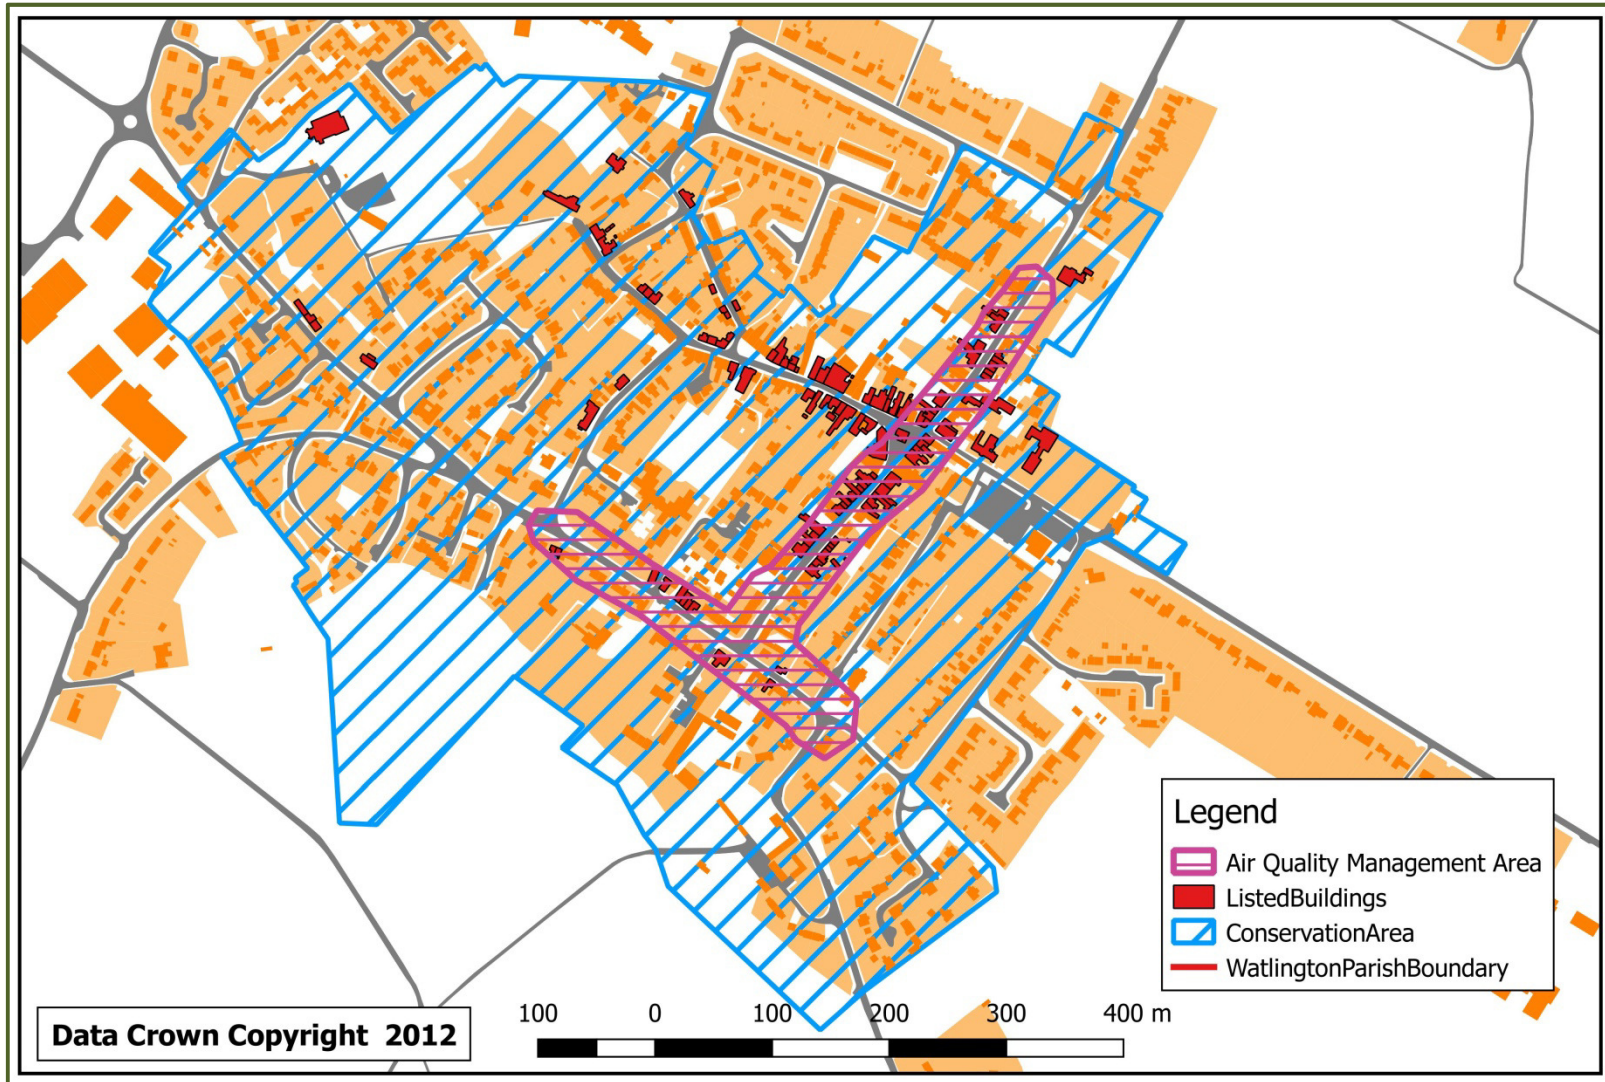 Legend
Air Quality Management Area
ListedBuildings
ConservationArea
WatlingtonParishBoundary
Data Crown Copyright 2012
100 0 100 200 300 400 m